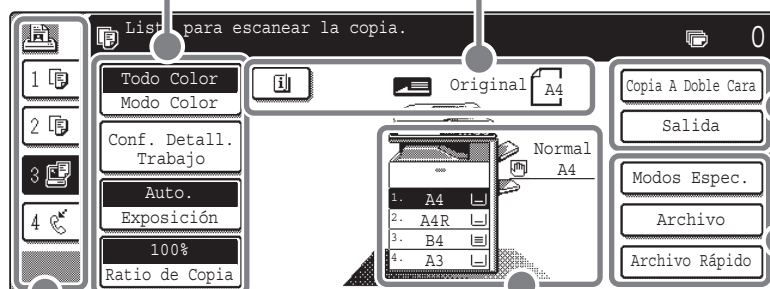 Listo para escanear la copia.
0
1
2
3
4
Todo Color
Modo Color
Conf. Detall.
Trabajo
Auto.
Exposición
100%
Ratio de Copia
Original
A4
Normal
A4
1. A4
2. A4R
3. B4
4. A3
Copia A Doble Cara
Salida
Modos Espec.
Archivo
Archivo Rápido